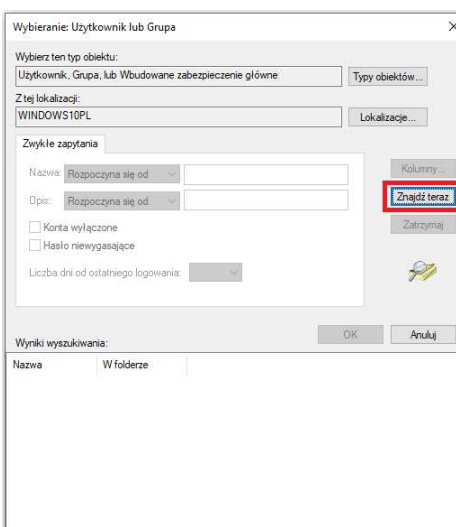 Wybieranie: Użytkownik lub Grupa
Wybierz ten typ obiektu:
Użytkownik, Grupa, lub Wbudowane zabezpieczenie główne
Typy obiektów...
Z tej lokalizacji:
WINDOWS10PL
Lokalizacje...
Zwykłe zapytania
Nazwa: Rozpoczyna się od
Kolumny...
Opis: Rozpoczyna się od
Znajdź teraz
Konta wyłączone
Zatrzymaj
Hasło niewygasające
Liczba dni od ostatniego logowania:
OK Anuluj
Wyniki wyszukiwania:
Nazwa W folderze